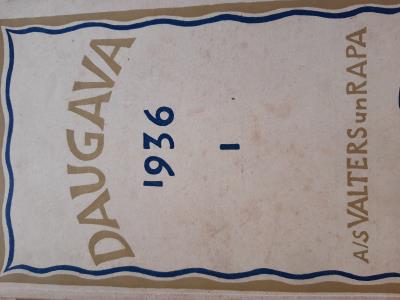 DAUGAVA
1936
I
A/S VALTERS un RAPA